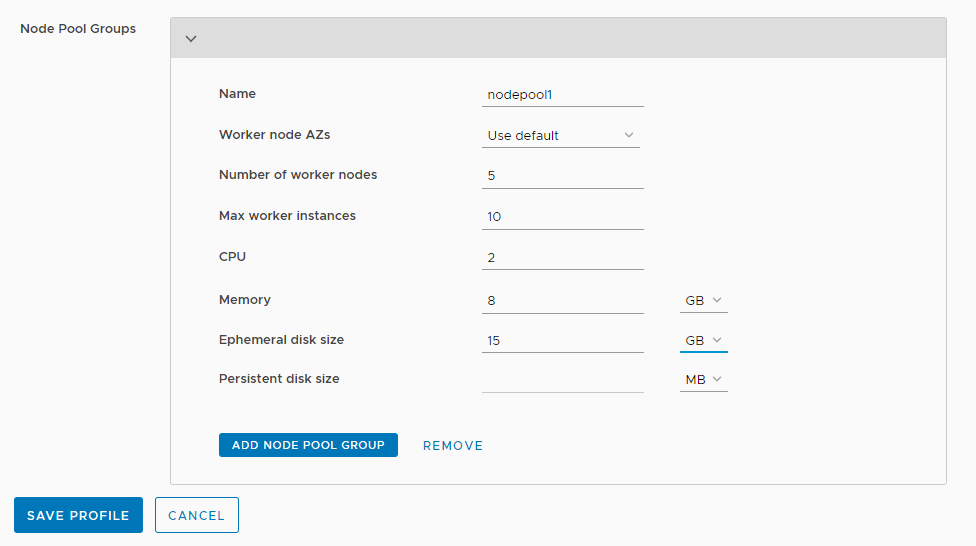 Node Pool Groups
Name nodepool1
Worker node AZs Use default
Number of worker nodes 5
Max worker instances 10
CPU 2
Memory 8 GB
Ephemeral disk size 15 GB
Persistent disk size MB
ADD NODE POOL GROUP REMOVE
SAVE PROFILE CANCEL